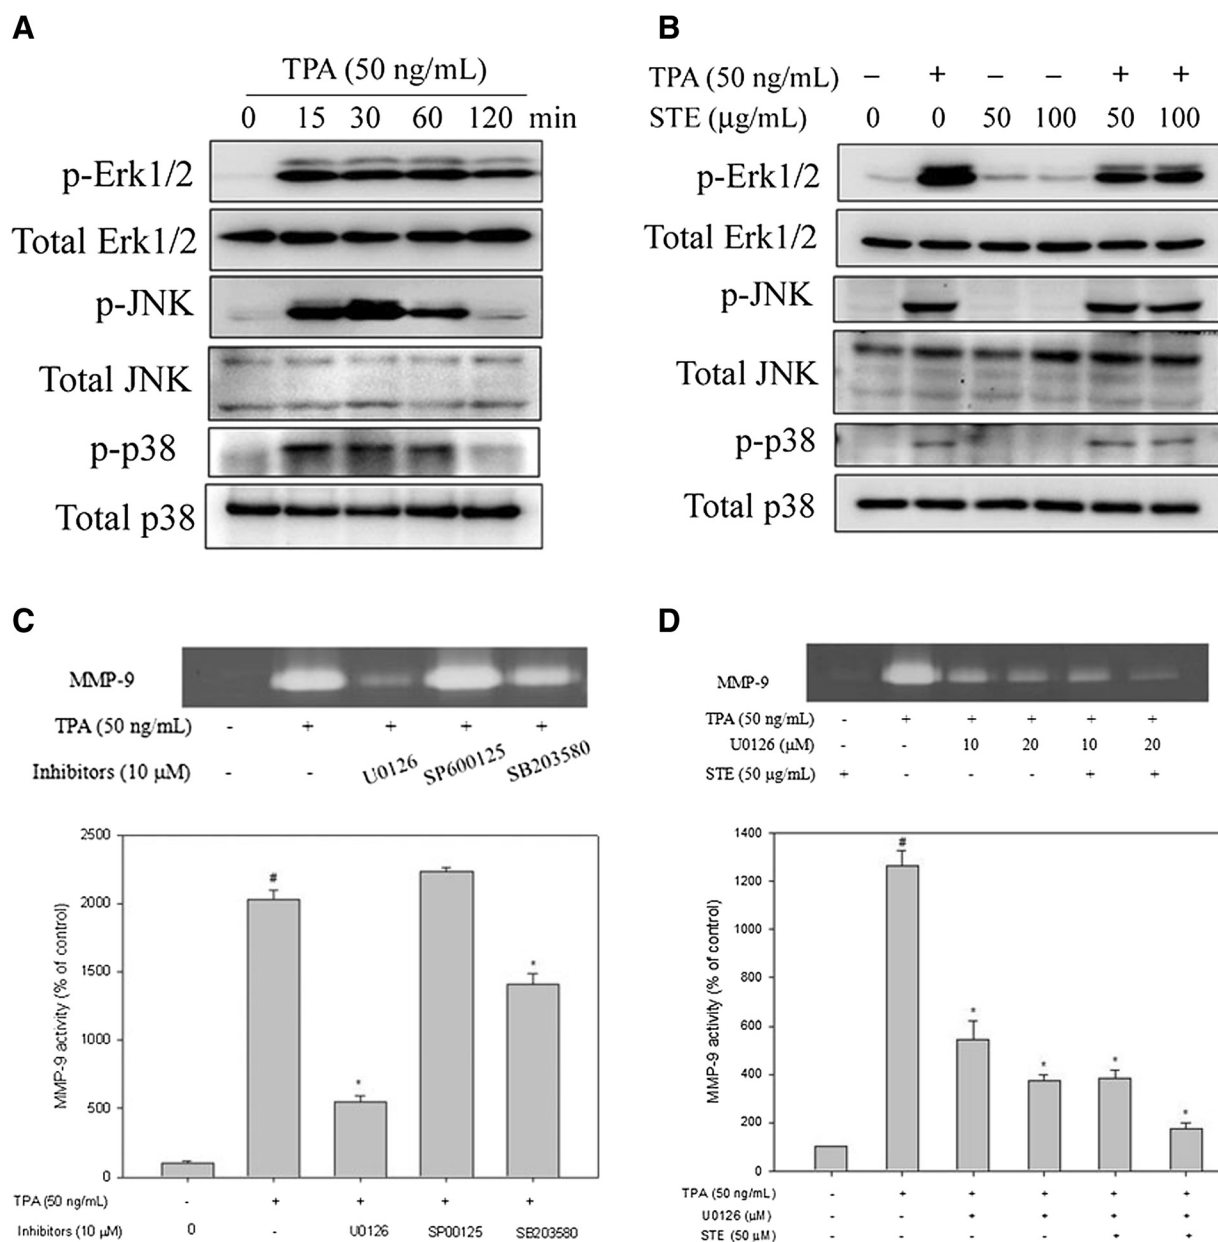 A
TPA (50 ng/mL)
0 15 30 60 120 min
p-Erk1/2
Total Erk1/2
p-JNK
Total JNK
p-p38
Total p38
B
TPA (50 ng/mL) – + – – + +
STE (μg/mL) 0 0 50 100 50 100
p-Erk1/2
Total Erk1/2
p-JNK
Total JNK
p-p38
Total p38
C
MMP-9
TPA (50 ng/mL) - + + + +
Inhibitors (10 μM) - - U0126 SP600125 SB203580
MMP-9 activity (% of control)
2500
2000
1500
1000
500
0
#
*
*
TPA (50 ng/mL) - + + + +
Inhibitors (10 μM) 0 - U0126 SP00125 SB203580
D
MMP-9
TPA (50 ng/mL) - + + + + +
U0126 (μM) - - 10 20 10 20
STE (50 μg/mL) + - - - + +
MMP-9 activity (% of control)
1400
1200
1000
800
600
400
200
0
#
*
*
*
*
TPA (50 ng/mL) - + + + + +
U0126 (μM) - - + + + +
STE (50 μM) - - - - + +